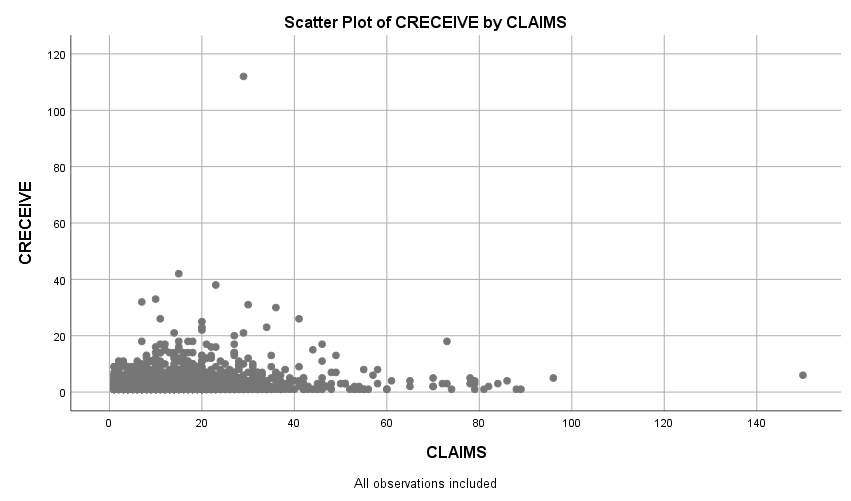 Scatter Plot of CRECEIVE by CLAIMS
120
100
80
60
40
20
0
CRECEIVE
0 20 40 60 80 100 120 140
CLAIMS
All observations included